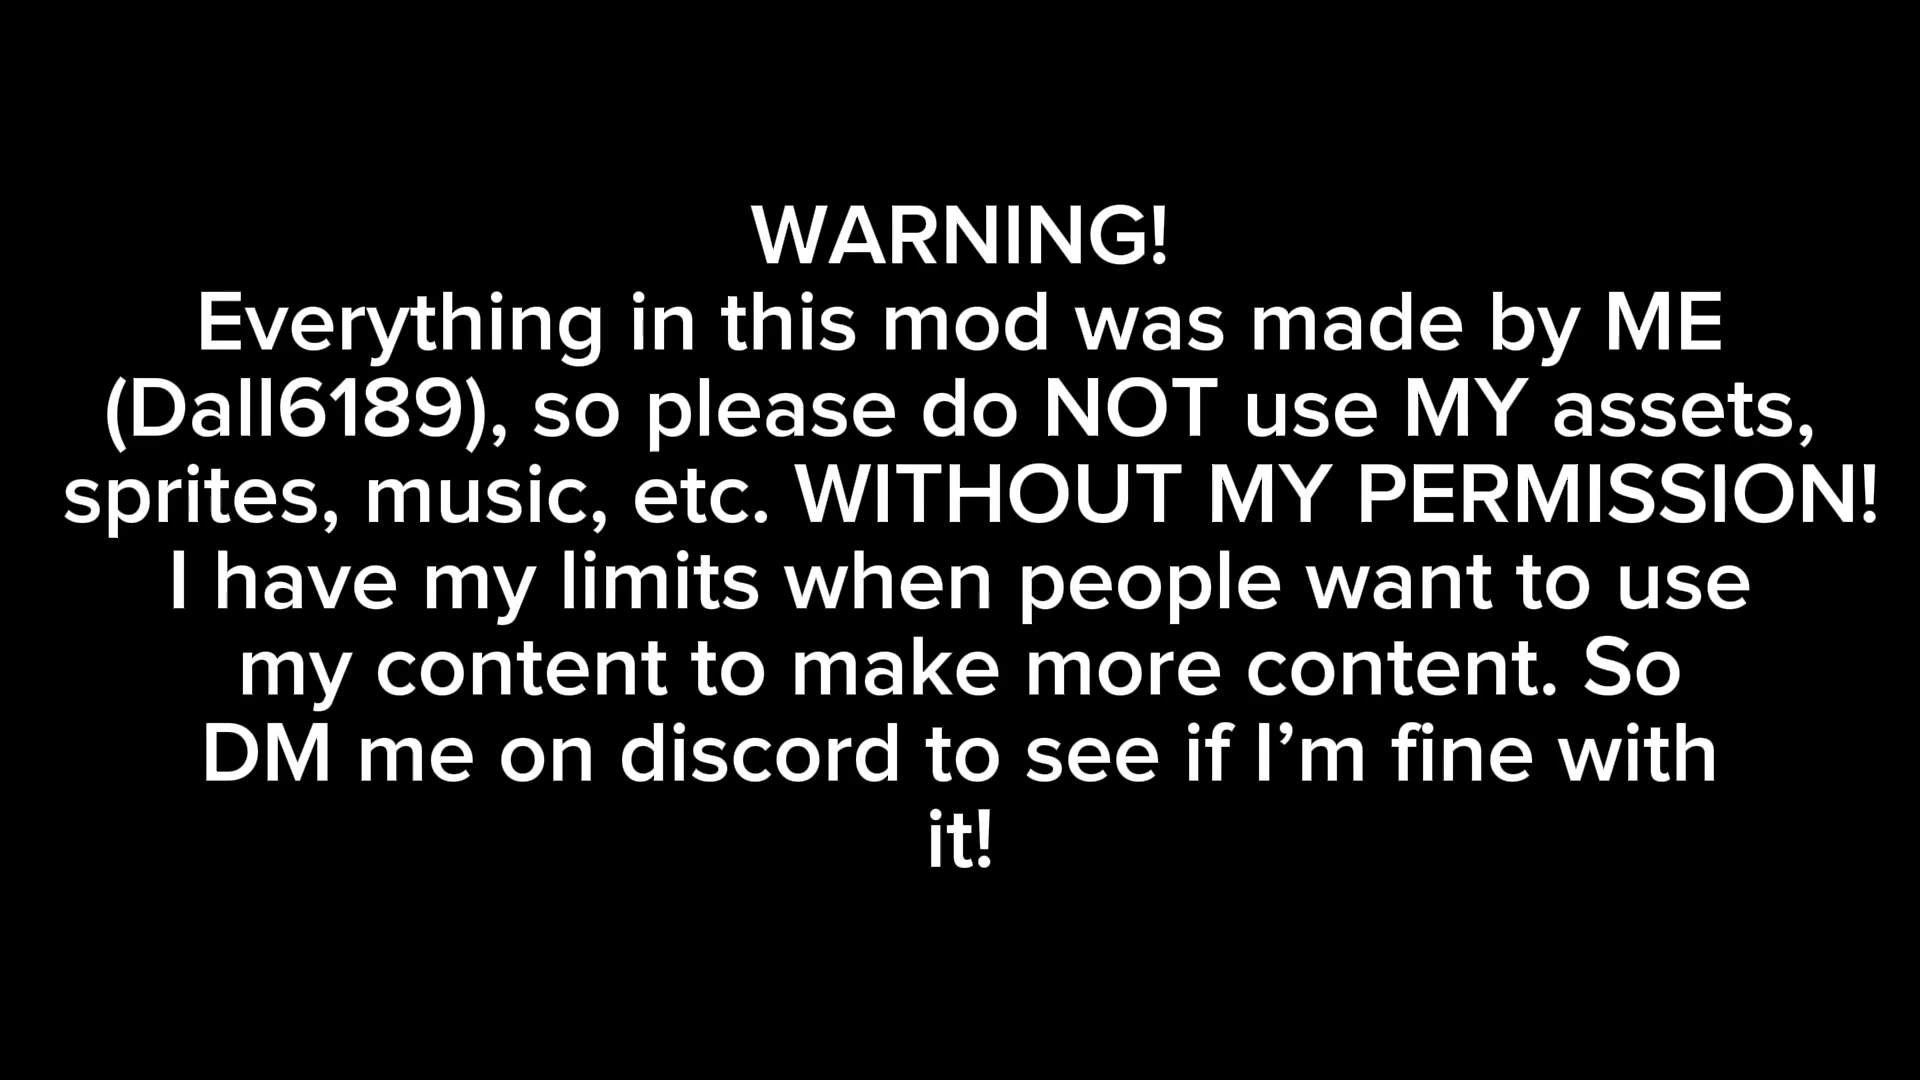 WARNING!
Everything in this mod was made by ME
(Dall6189), so please do NOT use MY assets,
sprites, music, etc. WITHOUT MY PERMISSION!
I have my limits when people want to use
my content to make more content. So
DM me on discord to see if I’m fine with
it!